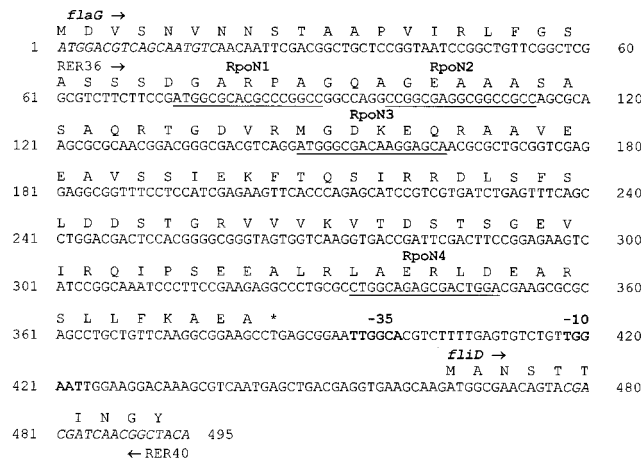 flaG →
M D V S N V N N S T A A P V I R L F G S
1 ATGGACGTCAGCAATGTCAACAATTCGACGGCTGCTCCGGTAATCCGGCTGTTCGGCTCG 60
RER36 → RpoN1 RpoN2
A S S S D G A R P A G Q A G E A A A S A
61 GCGTCTTCTTCCGATGGCGCACGCCCGGCCGGCCAGGCCGGCGAGGCGGCCGCCAGCGCA 120
RpoN3
S A Q R T G D V R M G D K E Q R A A V E
121 AGCGCGCAACGGACGGGCGACGTCAGGATGGGCGACAAGGAGCAACGCGCTGCGGTCGAG 180
E A V S S I E K F T Q S I R R D L S F S
181 GAGGCGGTTTCCTCCATCGAGAAGTTCACCCAGAGCATCCGTCGTGATCTGAGTTTCAGC 240
L D D S T G R V V V K V T D S T S G E V
241 CTGGACGACTCCACGGGGCGGGTAGTGGTCAAGGTGACCGATTCGACTTCCGGAGAAGTC 300
RpoN4
I R Q I P S E E A L R L A E R L D E A R
301 ATCCGGCAAATCCCTTCCGAAGAGGCCCTGCGCCTGGCAGAGCGACTGGACGAAGCGCGC 360
S L L F K A E A * -35 -10
361 AGCCTGCTGTTCAAGGCGGAAGCCTGAGCGGAATTGGCACGTCTTTTGAGTGTCTGTTGG 420
fliD →
M A N S T T
421 AATTGGAAGGACAAAGCGTCAATGAGCTGACGAGGTGAAGCAAGATGGCGAACAGTACGA 480
I N G Y
481 CGATCAACGGCTACA 495
← RER40